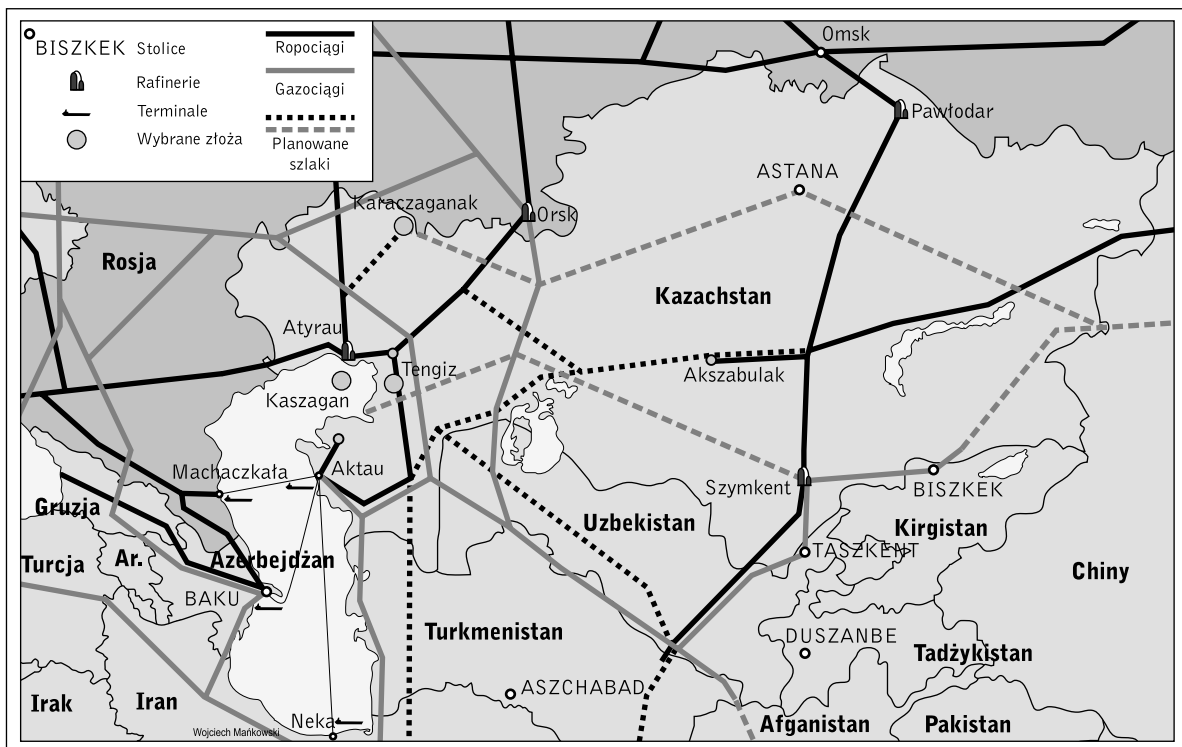 BISZKEK Stolice
Rafinerie
Terminale
Wybrane złoża
Ropociągi
Gazociągi
Planowane
szlaki
Omsk
Pawłodar
ASTANA
Karaczaganak
Orsk
Rosja
Kazachstan
Atyrau
Tengiz
Akszabulak
Kaszagan
Machaczkała
Aktau
Szymkent
BISZKEK
Gruzja
Uzbekistan
Kirgistan
Turcja
Ar.
Azerbejdżan
TASZKENT
Chiny
BAKU
Turkmenistan
DUSZANBE
Tadżykistan
Irak
Iran
ASZCHABAD
Neka
Afganistan
Pakistan
Wojciech Mańkowski